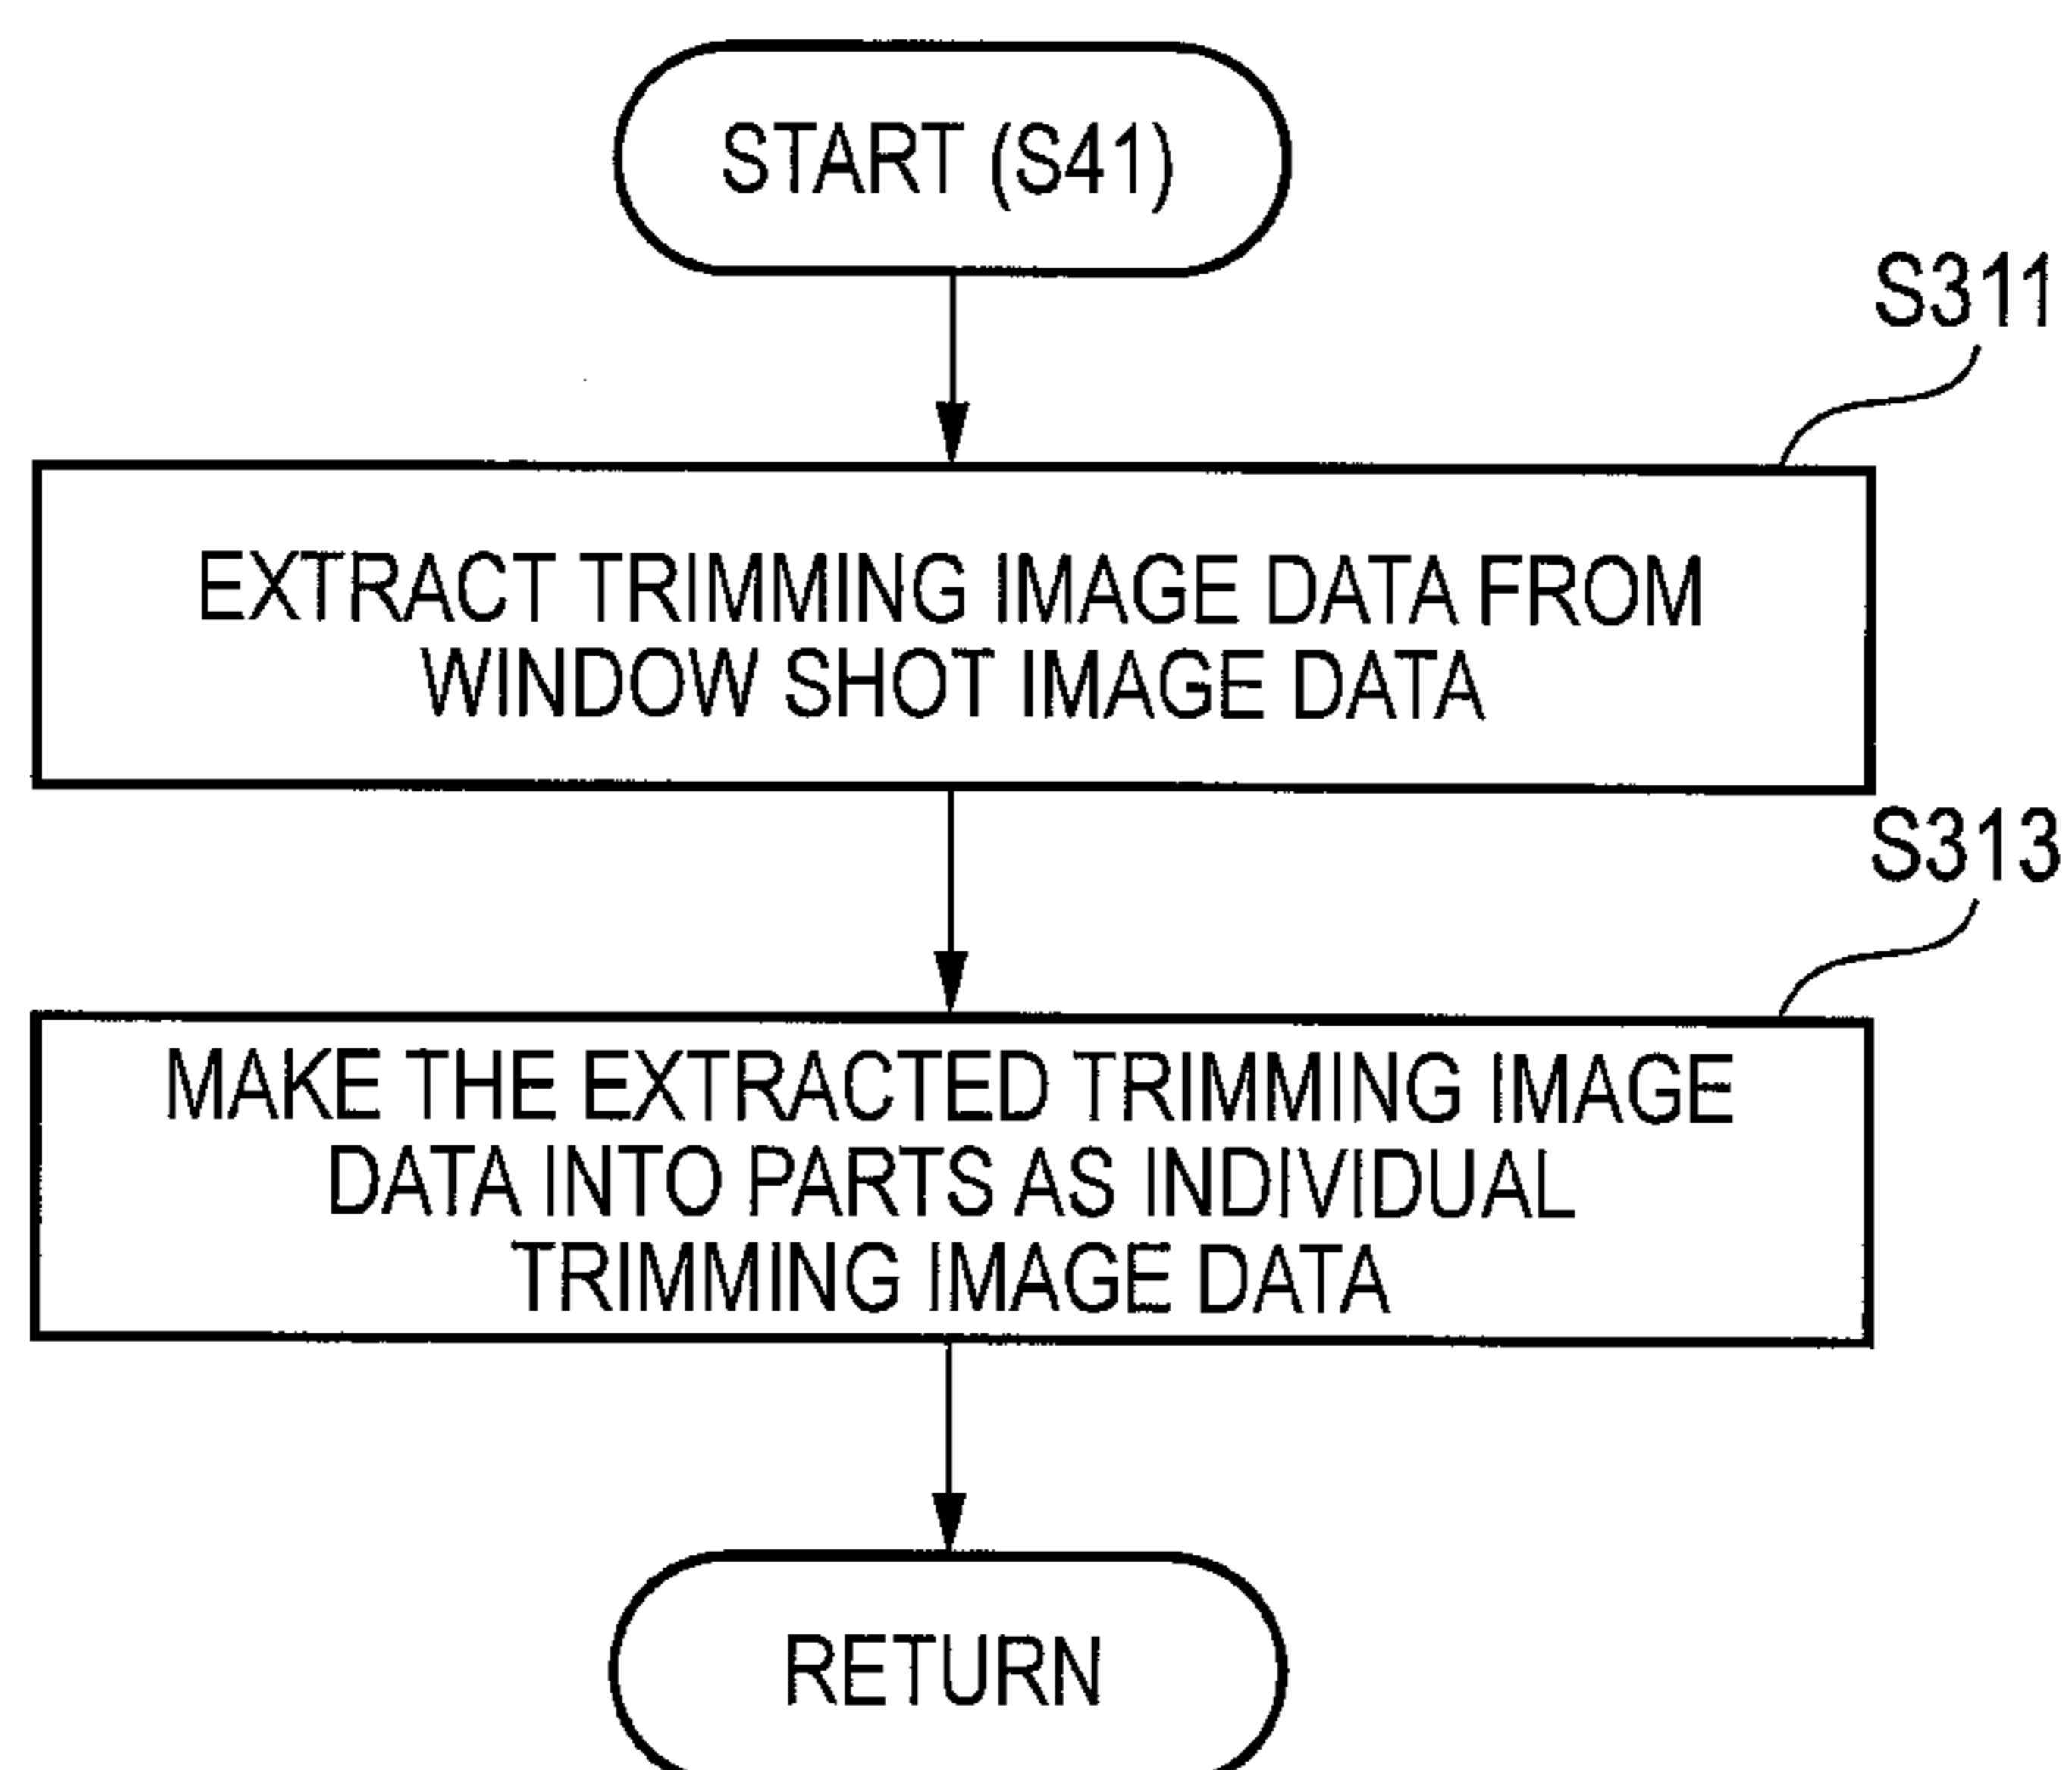 START (S41)
S311
EXTRACT TRIMMING IMAGE DATA FROM
WINDOW SHOT IMAGE DATA
S313
MAKE THE EXTRACTED TRIMMING IMAGE
DATA INTO PARTS AS INDIVIDUAL
TRIMMING IMAGE DATA
RETURN